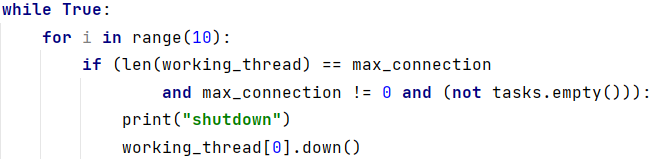 while True:
    for i in range(10):
        if (len(working_thread) == max_connection
                and max_connection != 0 and (not tasks.empty())):
            print("shutdown")
            working_thread[0].down()